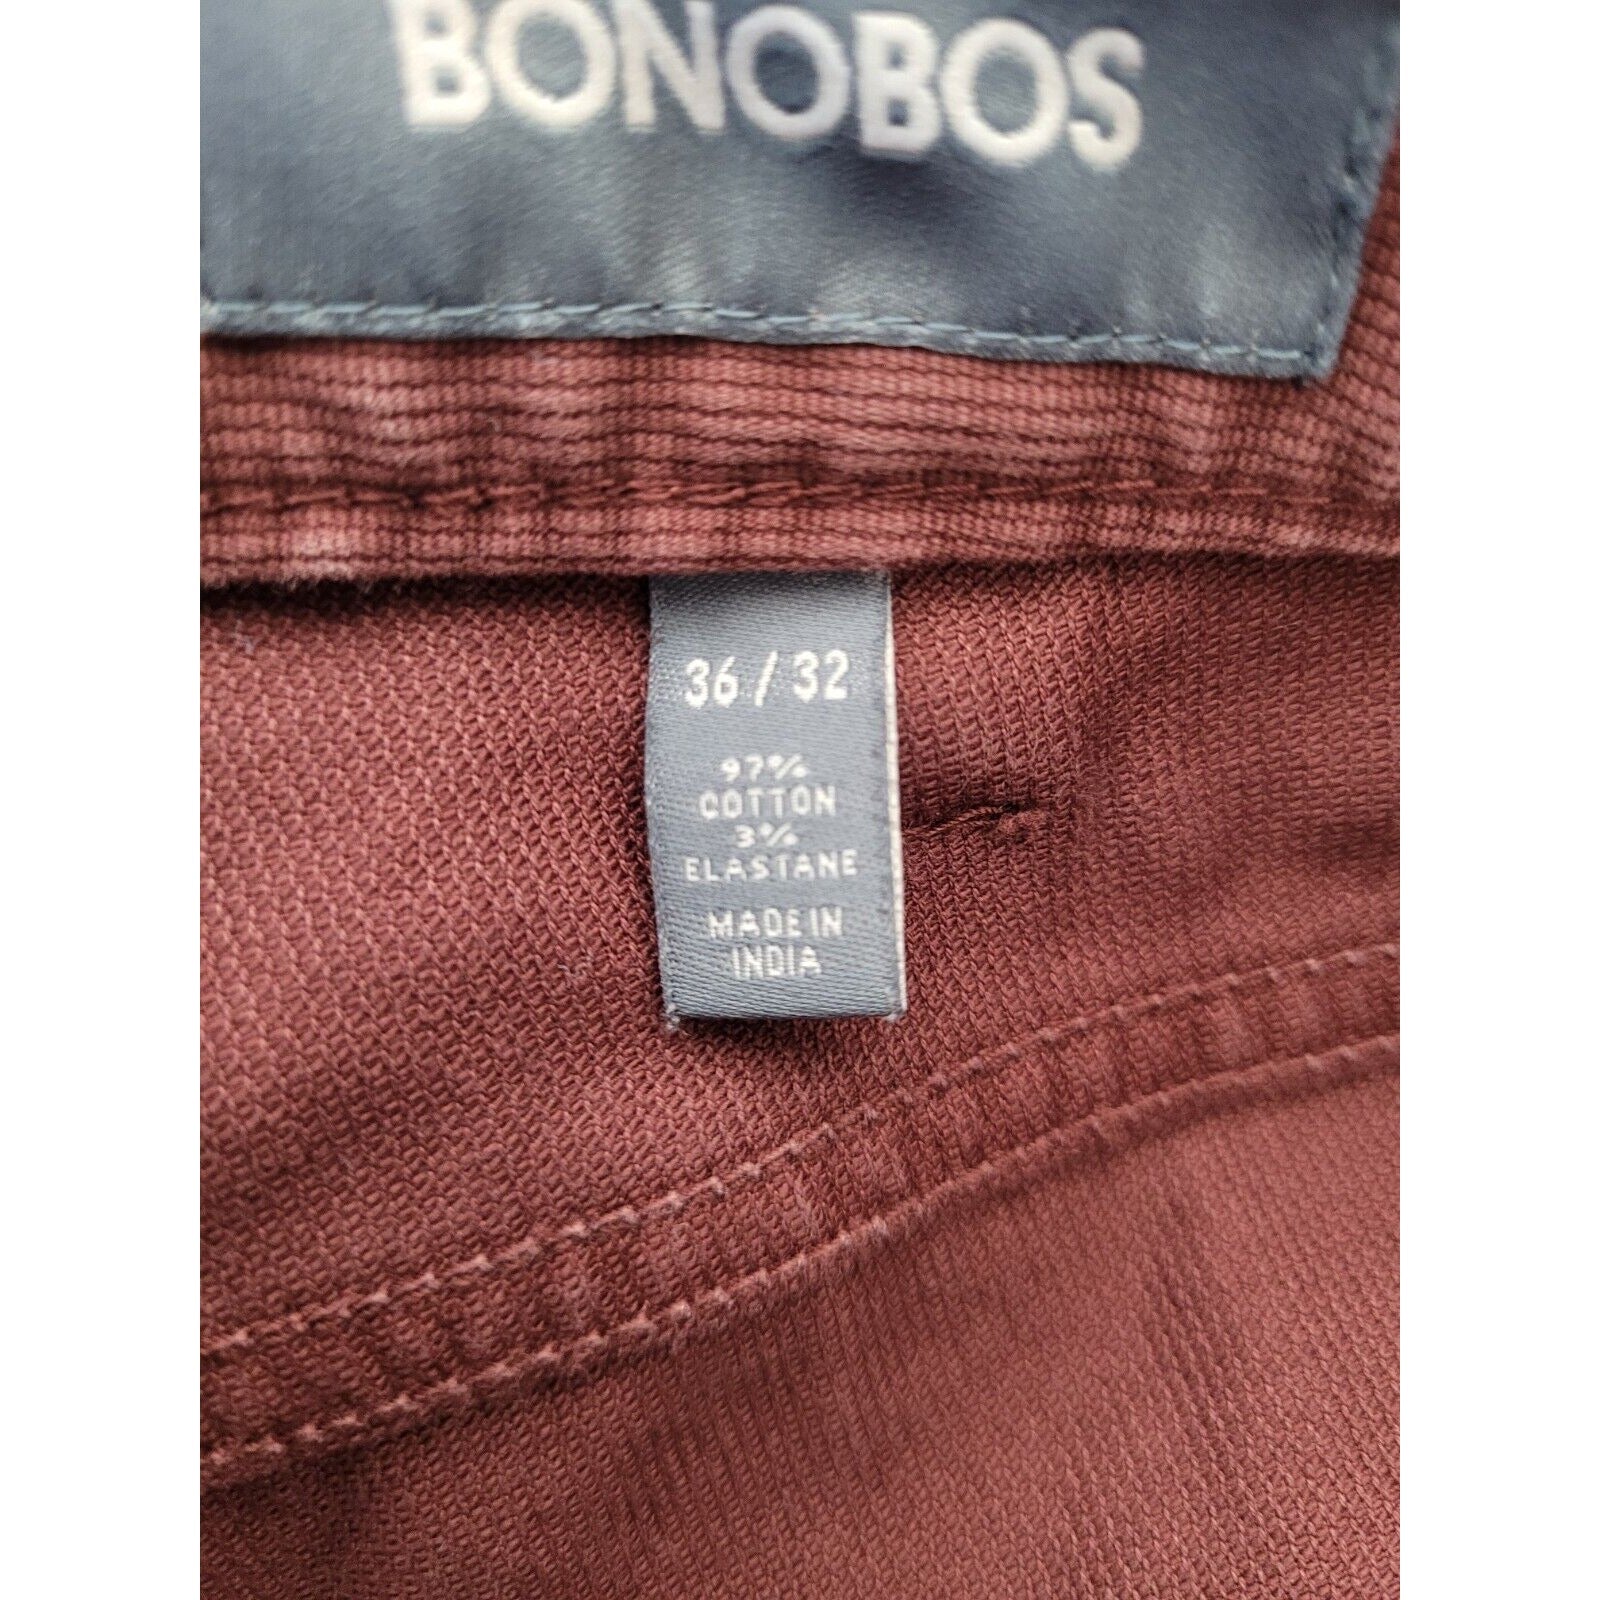 BONOBOS
36 / 32
97%
COTTON
3%
ELASTANE
MADE IN
INDIA